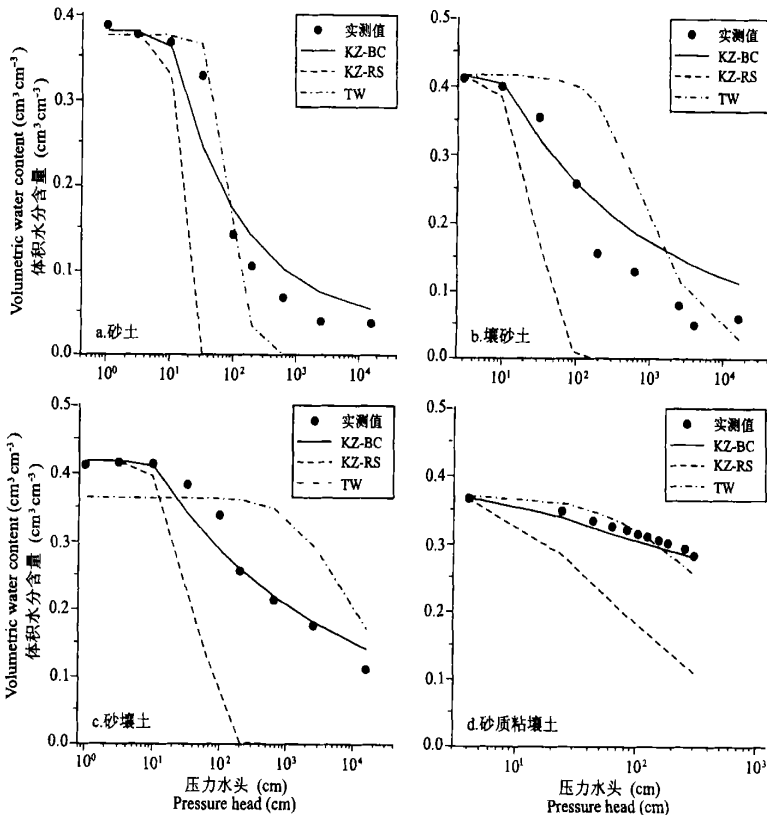 Volumetric water content (cm³ cm⁻³)
体积水分含量 (cm³ cm⁻³)
0.4
0.3
0.2
0.1
0.0
实测值
KZ-BC
KZ-RS
TW
a.砂土
10⁰ 10¹ 10² 10³ 10⁴
0.5
0.4
0.3
0.2
0.1
0.0
实测值
KZ-BC
KZ-RS
TW
b.壤砂土
10¹ 10² 10³ 10⁴
Volumetric water content (cm³ cm⁻³)
体积水分含量 (cm³ cm⁻³)
0.5
0.4
0.3
0.2
0.1
0.0
实测值
KZ-BC
KZ-RS
TW
c.砂壤土
10⁰ 10¹ 10² 10³ 10⁴
压力水头 (cm)
Pressure head (cm)
0.5
0.4
0.3
0.2
0.1
0.0
实测值
KZ-BC
KZ-RS
TW
d.砂质粘壤土
10¹ 10² 10³
压力水头 (cm)
Pressure head (cm)